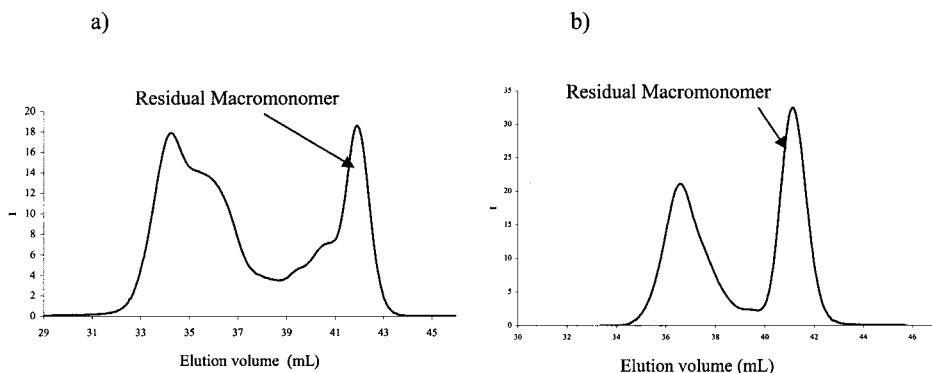 a)
Residual Macromonomer
20
18
16
14
12
10
8
6
4
2
0
I
29 31 33 35 37 39 41 43 45
Elution volume (mL)
b)
Residual Macromonomer
35
30
25
20
15
10
5
0
I
30 32 34 36 38 40 42 44 46
Elution volume (mL)